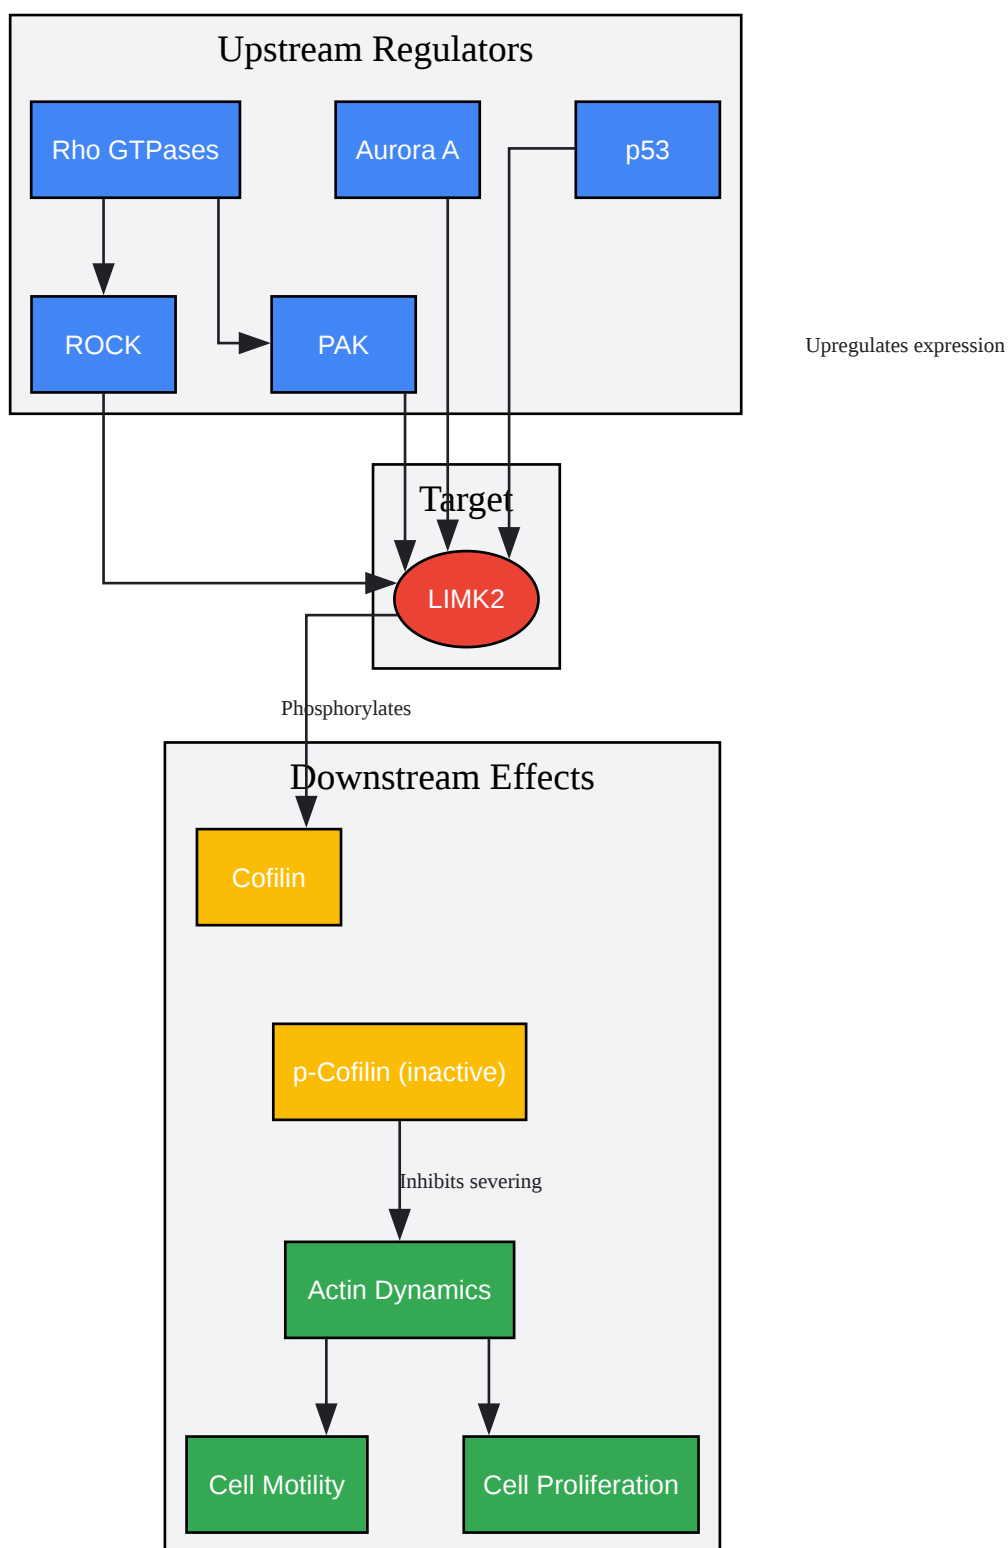 Upstream Regulators
Rho GTPases
Aurora A
p53
ROCK
PAK
Upregulates expression
Target
LIMK2
Phosphorylates
Downstream Effects
Cofilin
p-Cofilin (inactive)
Inhibits severing
Actin Dynamics
Cell Motility
Cell Proliferation